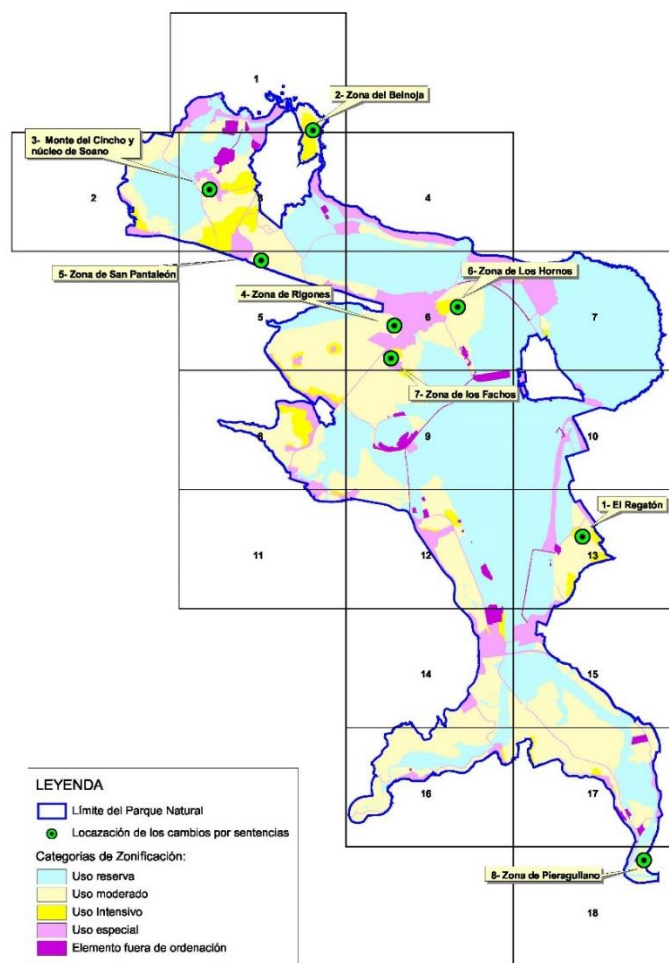 1
2- Zona del Beinoja
3- Monte del Cincho y
núcleo de Soano
2
3
4
5- Zona de San Pantaleón
6- Zona de Los Hornos
4- Zona de Rigones
5
6
7
7- Zona de los Fachos
8
9
10
1- El Regatón
11
12
13
14
15
16
17
8- Zona de Pieragullano
18
LEYENDA
Límite del Parque Natural
Locazación de los cambios por sentencias
Categorias de Zonificación:
Uso reserva
Uso moderado
Uso Intensivo
Uso especial
Elemento fuera de ordenación